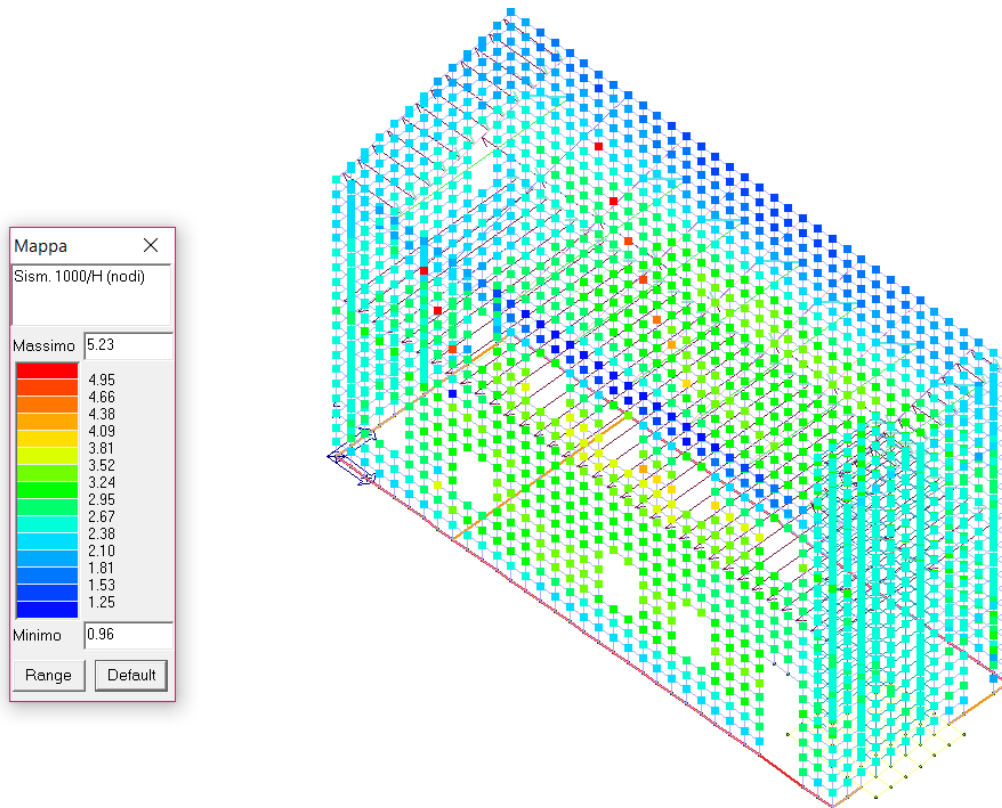 Mappa
Sism. 1000/H (nodi)
Massimo 5.23
4.95
4.66
4.38
4.09
3.81
3.52
3.24
2.95
2.67
2.38
2.10
1.81
1.53
1.25
Minimo 0.96
Range Default